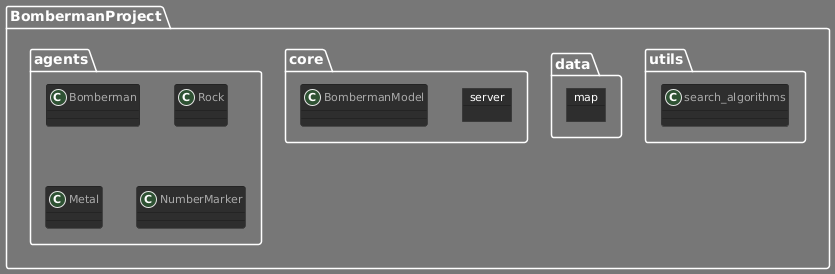 BombermanProject
agents
C Bomberman
C Rock
C Metal
C NumberMarker
core
C BombermanModel
server
data
map
utils
C search_algorithms